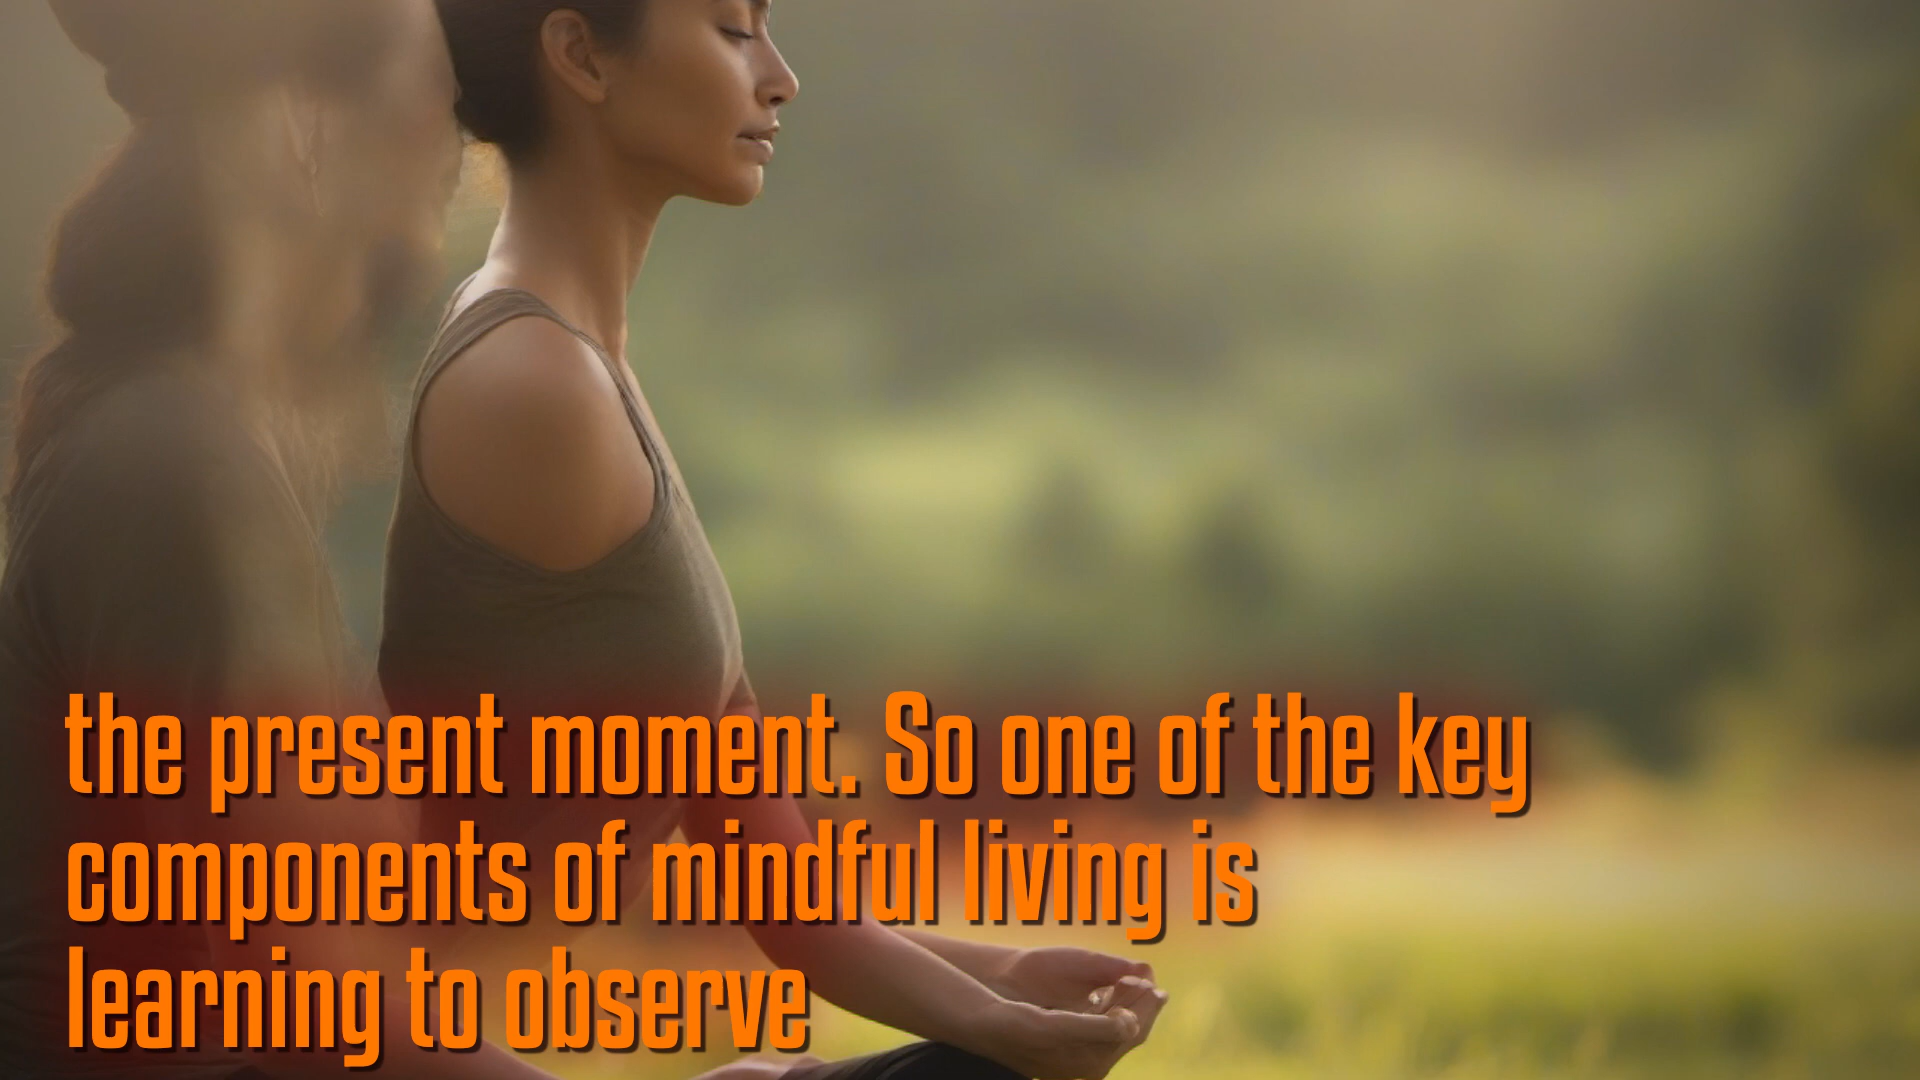 the present moment. So one of the key
components of mindful living is
learning to observe